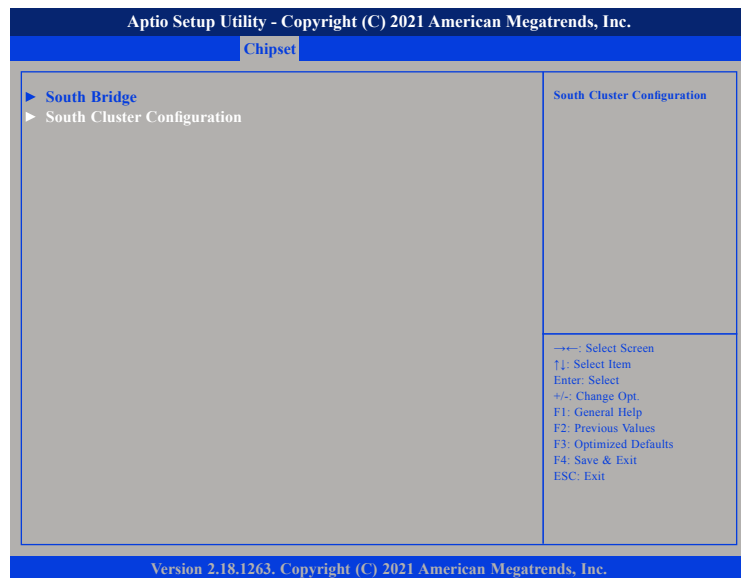 Aptio Setup Utility - Copyright (C) 2021 American Megatrends, Inc.
Chipset
► South Bridge
► South Cluster Configuration
South Cluster Configuration
→←: Select Screen
↑↓: Select Item
Enter: Select
+/-: Change Opt.
F1: General Help
F2: Previous Values
F3: Optimized Defaults
F4: Save & Exit
ESC: Exit
Version 2.18.1263. Copyright (C) 2021 American Megatrends, Inc.